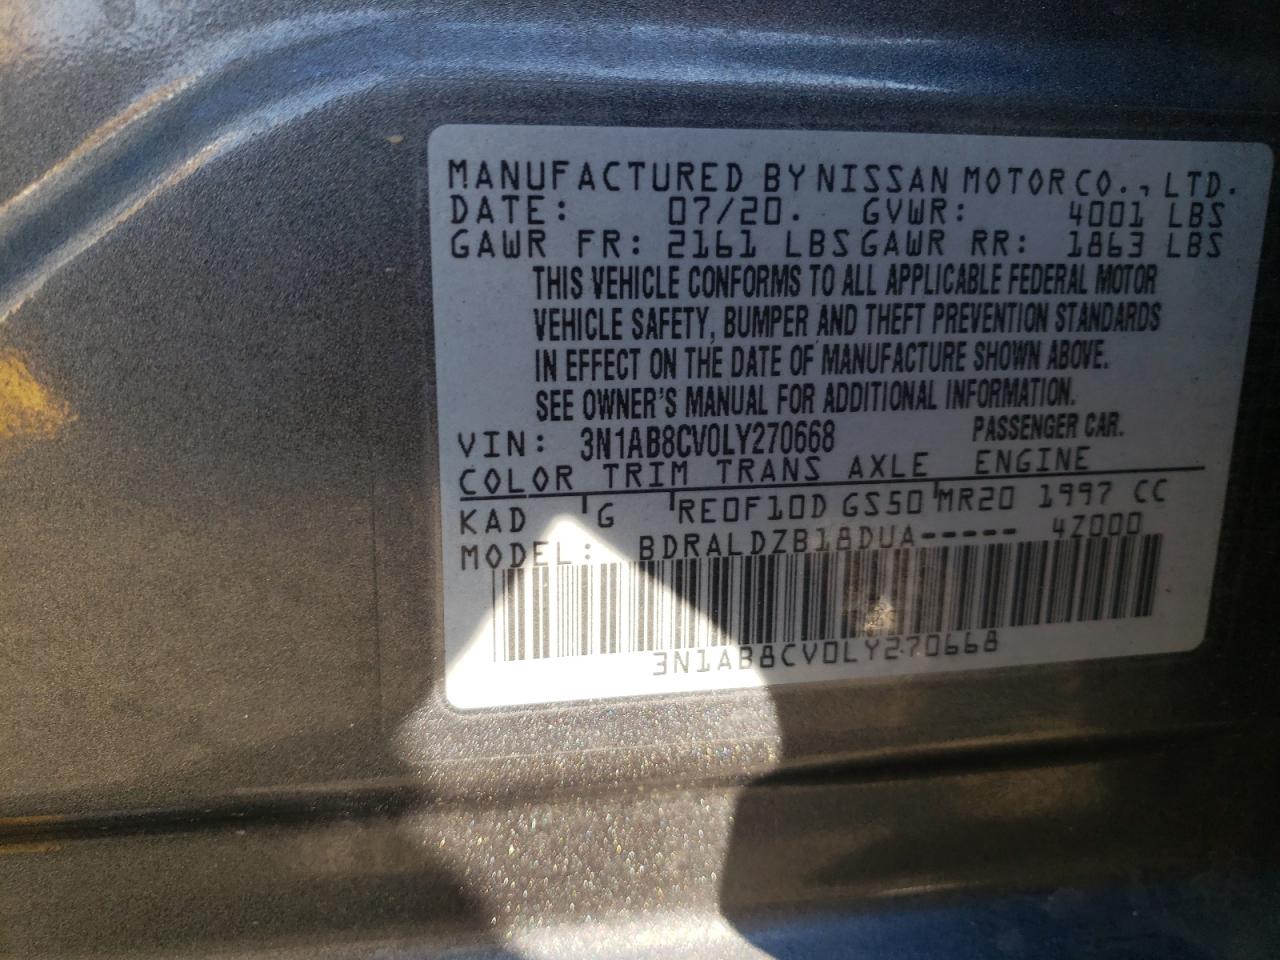 MANUFACTURED BY NISSAN MOTOR CO., LTD.
DATE: 07/20. GVWR: 4001 LBS
GAWR FR: 2161 LBS GAWR RR: 1863 LBS
THIS VEHICLE CONFORMS TO ALL APPLICABLE FEDERAL MOTOR
VEHICLE SAFETY, BUMPER AND THEFT PREVENTION STANDARDS
IN EFFECT ON THE DATE OF MANUFACTURE SHOWN ABOVE.
SEE OWNER'S MANUAL FOR ADDITIONAL INFORMATION.
VIN: 3N1AB8CV0LY270668 PASSENGER CAR.
COLOR TRIM TRANS AXLE ENGINE
KAD G RE0F10D GS50 MR20 1997 CC
MODEL: BDRALDZB18DUA----- 4Z000
3N1AB8CV0LY270668